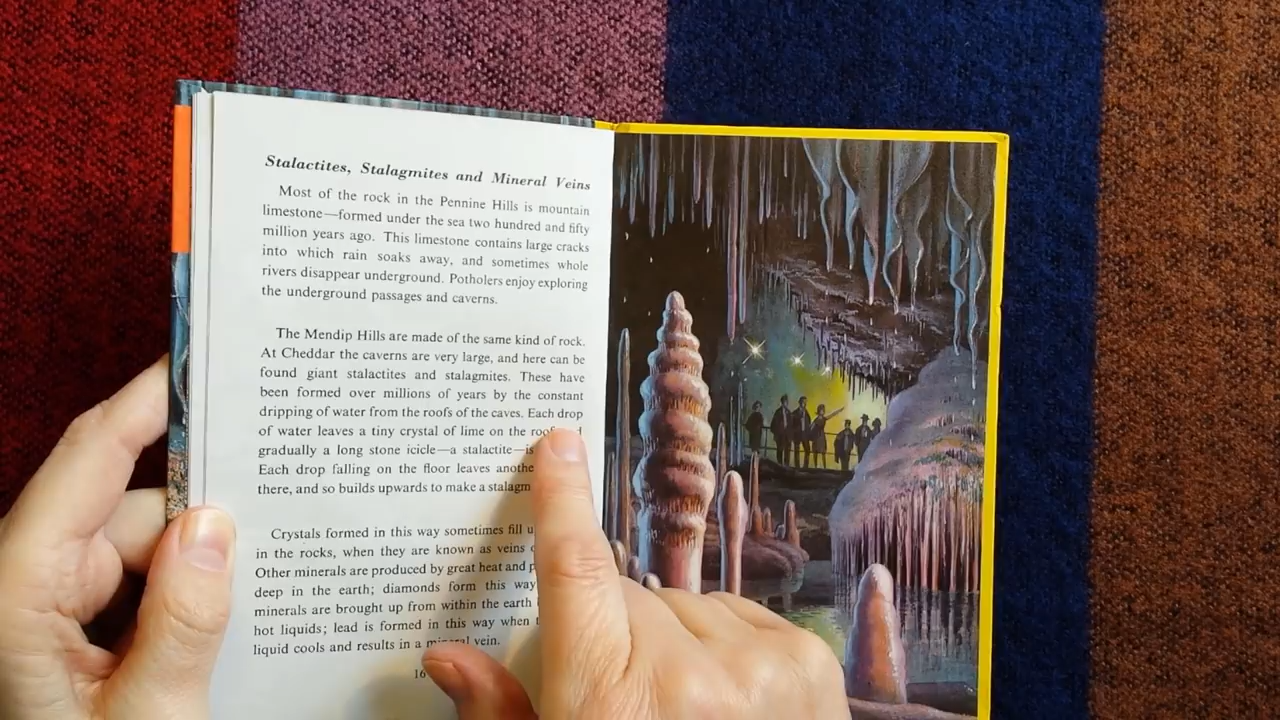 Stalactites, Stalagmites and Mineral Veins
Most of the rock in the Pennine Hills is mountain
limestone—formed under the sea two hundred and fifty
million years ago. This limestone contains large cracks
into which rain soaks away, and sometimes whole
rivers disappear underground. Potholers enjoy exploring
the underground passages and caverns.
The Mendip Hills are made of the same kind of rock.
At Cheddar the caverns are very large, and here can be
found giant stalactites and stalagmites. These have
been formed over millions of years by the constant
dripping of water from the roofs of the caves. Each drop
of water leaves a tiny crystal of lime on the
gradually a long stone icicle—a stalactite—is
Each drop falling on the floor leaves
there, and so builds upwards to make a
Crystals formed in this way sometimes fill
in the rocks, when they are known as veins
Other minerals are produced by great heat and
deep in the earth; diamonds form this way
minerals are brought up from within the earth
hot liquids; lead is formed in this way when
liquid cools and results in a mineral vein.
16